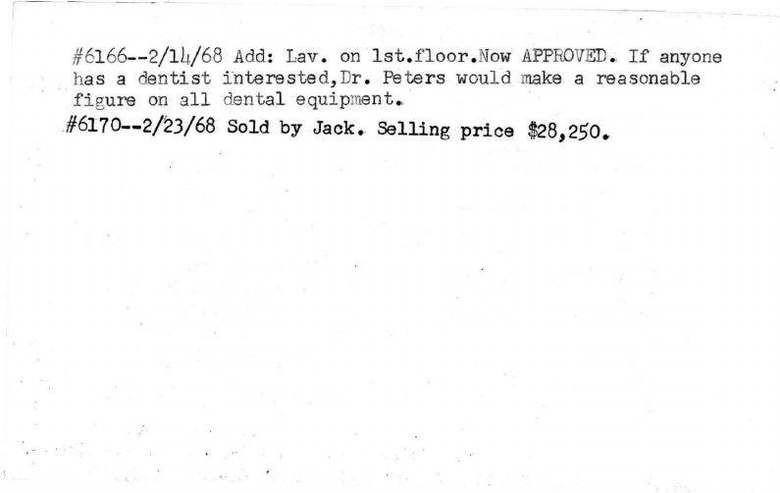 #6166--2/14/68 Add: Lav. on 1st.floor.Now APPROVED. If anyone
has a dentist interested,Dr. Peters would make a reasonable
figure on all dental equipment.
#6170--2/23/68 Sold by Jack. Selling price $28,250.